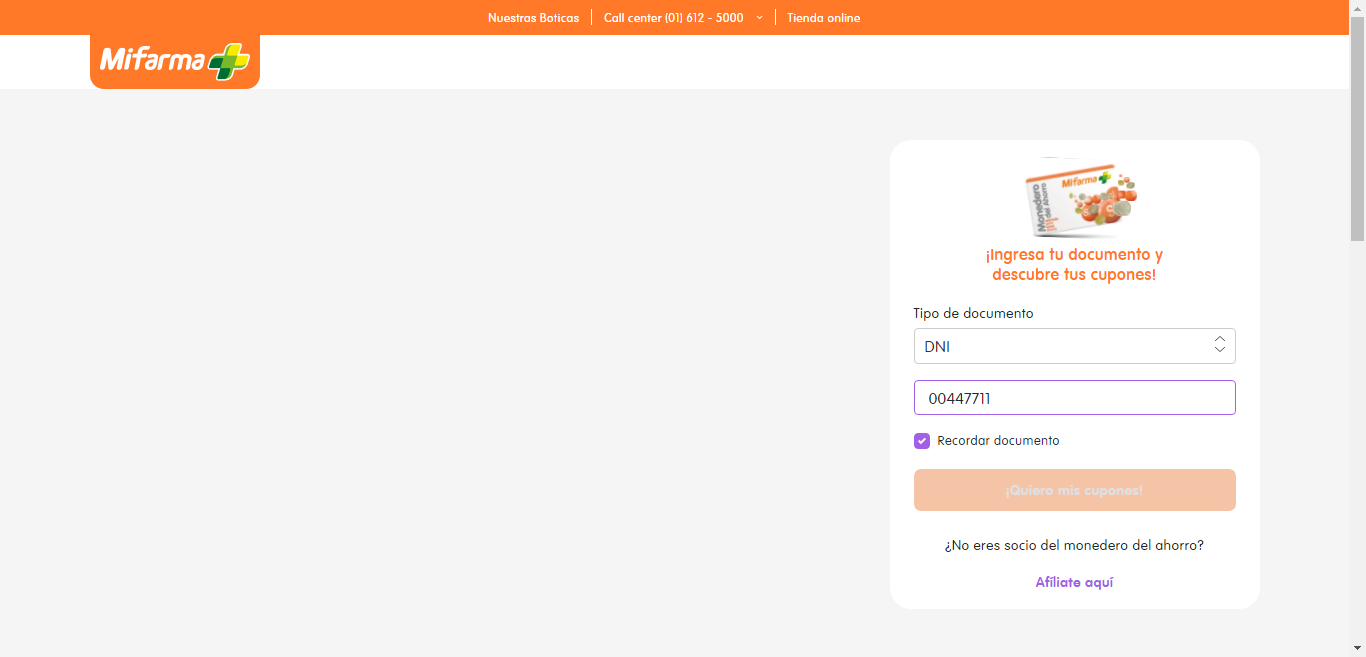 Nuestras Boticas
Call center (01) 612 - 5000
Tienda online
Mifarma
Mifarma
Monedero
del Ahorro
¡Ingresa tu documento y
descubre tus cupones!
Tipo de documento
DNI
00447711
Recordar documento
¡Quiero mis cupones!
¿No eres socio del monedero del ahorro?
Afíliate aquí